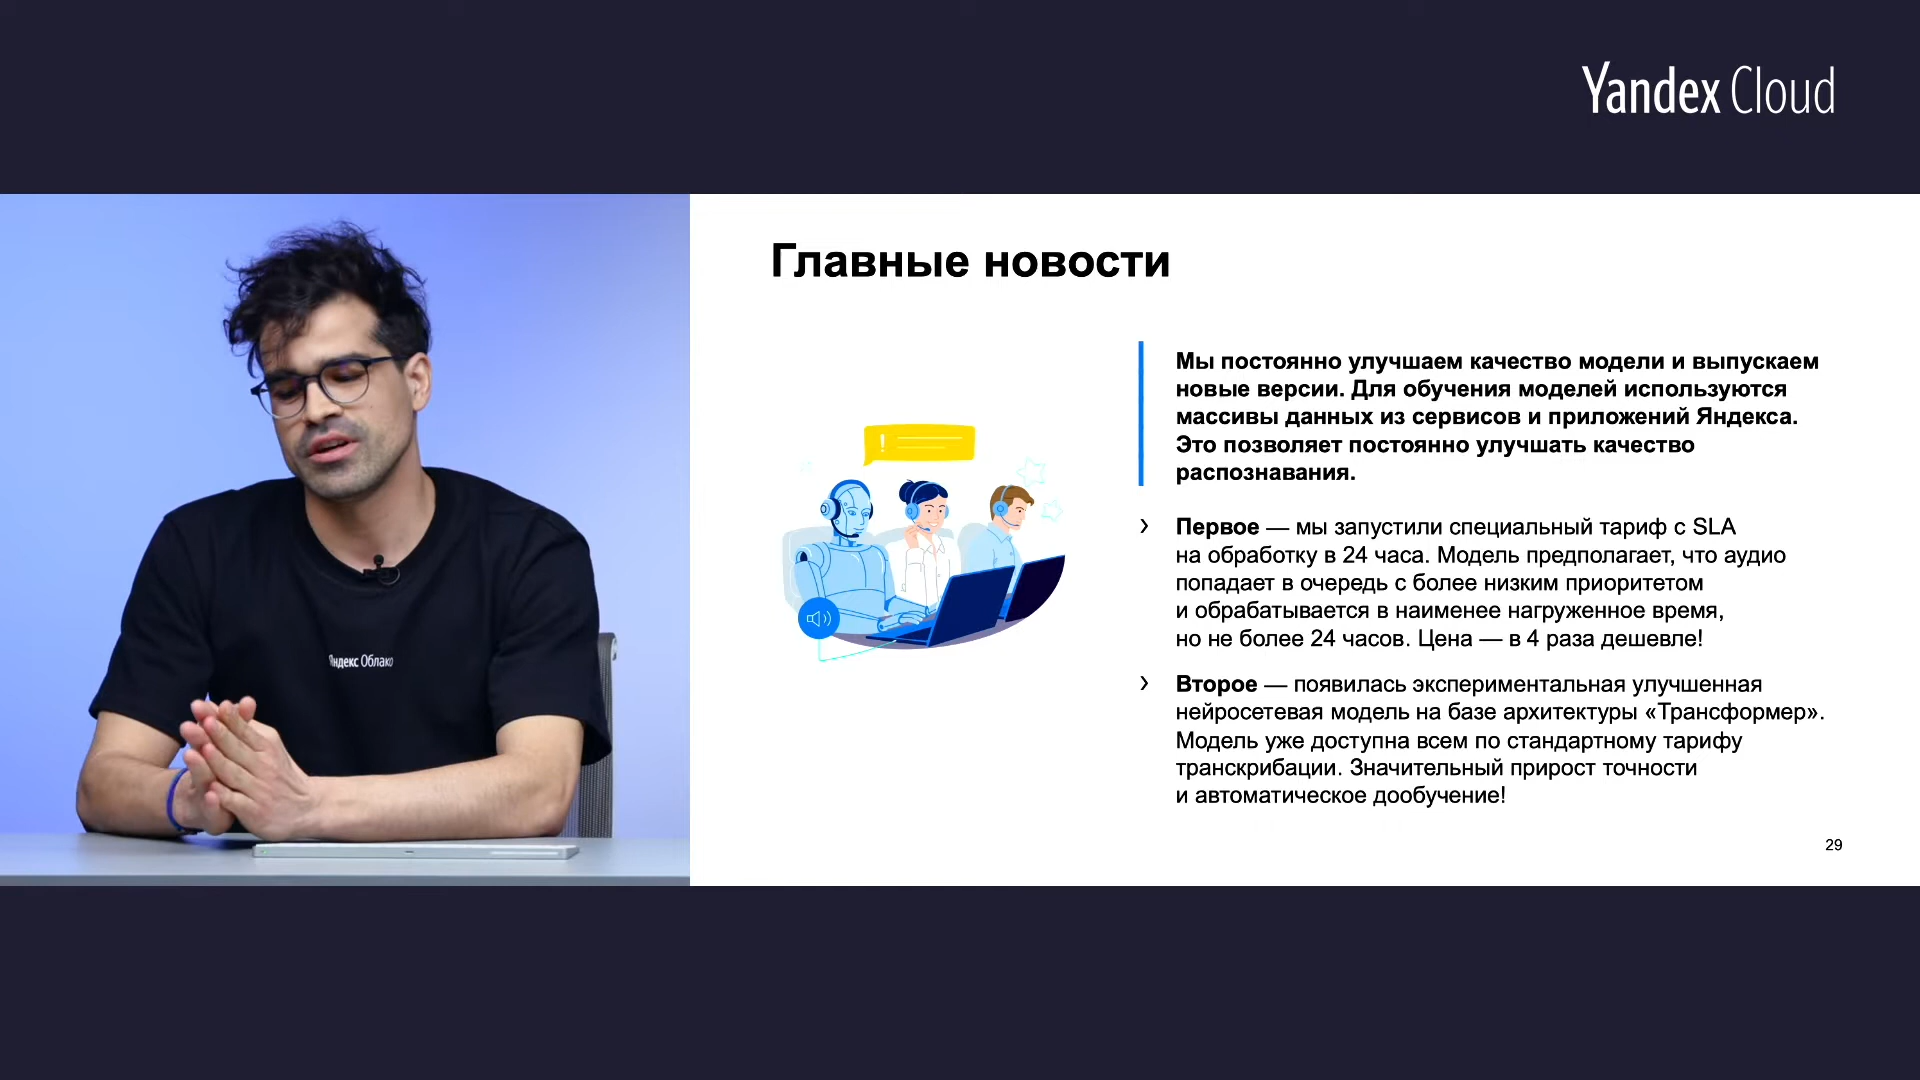 Yandex Cloud
Главные новости
Мы постоянно улучшаем качество модели и выпускаем
новые версии. Для обучения моделей используются
массивы данных из сервисов и приложений Яндекса.
Это позволяет постоянно улучшать качество
распознавания.
› Первое — мы запустили специальный тариф с SLA
на обработку в 24 часа. Модель предполагает, что аудио
попадает в очередь с более низким приоритетом
и обрабатывается в наименее нагруженное время,
но не более 24 часов. Цена — в 4 раза дешевле!
› Второе — появилась экспериментальная улучшенная
нейросетевая модель на базе архитектуры «Трансформер».
Модель уже доступна всем по стандартному тарифу
транскрибации. Значительный прирост точности
и автоматическое дообучение!
29
!
Яндекс Облако